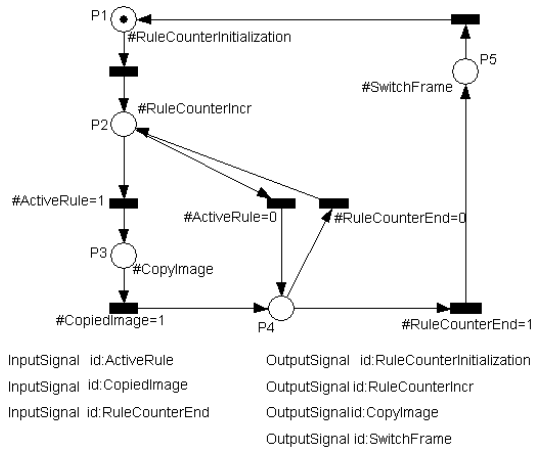 P1
#RuleCounterInitialization
P5
#SwitchFrame
#RuleCounterIncr
P2
#ActiveRule=1
#ActiveRule=0
#RuleCounterEnd=0
P3
#CopyImage
#CopiedImage=1
P4
#RuleCounterEnd=1
InputSignal id:ActiveRule
InputSignal id:CopiedImage
InputSignal id:RuleCounterEnd
OutputSignal id:RuleCounterInitialization
OutputSignal id:RuleCounterIncr
OutputSignal id:CopyImage
OutputSignal id:SwitchFrame